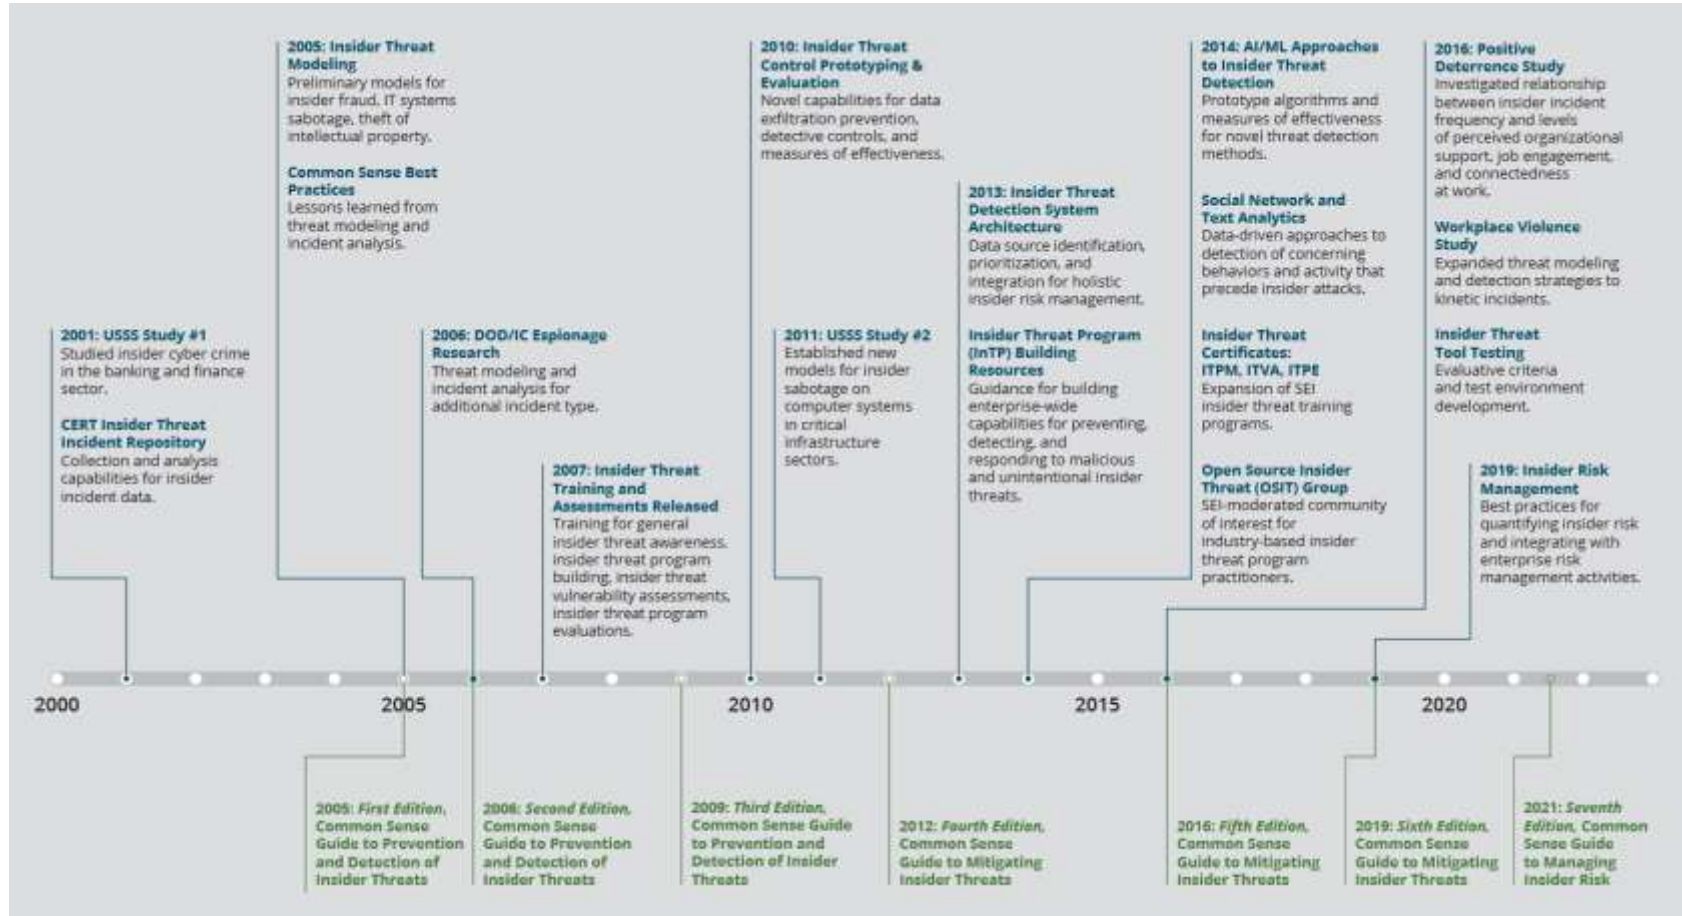 2005: Insider Threat
Modeling
Preliminary models for
insider fraud, IT systems
sabotage, theft of
intellectual property.
Common Sense Best
Practices
Lessons learned from
threat modeling and
incident analysis.
2010: Insider Threat
Control Prototyping &
Evaluation
Novel capabilities for data
exfiltration prevention,
detective controls, and
measures of effectiveness.
2014: AI/ML Approaches
to Insider Threat
Detection
Prototype algorithms and
measures of effectiveness
for novel threat detection
methods.
Social Network and
Text Analytics
Data-driven approaches to
detection of concerning
behaviors and activity that
precede insider attacks.
Insider Threat
Certificates:
ITPM, ITVA, ITPE
Expansion of SEI
insider threat training
programs.
Open Source Insider
Threat (OSIT) Group
SEI-moderated community
of interest for
industry-based insider
threat program
practitioners.
2016: Positive
Deterrence Study
Investigated relationship
between insider incident
frequency and levels
of perceived organizational
support, job engagement,
and connectedness
at work.
Workplace Violence
Study
Expanded threat modeling
and detection strategies to
kinetic incidents.
Insider Threat
Tool Testing
Evaluative criteria
and test environment
development.
2013: Insider Threat
Detection System
Architecture
Data source identification,
prioritization, and
integration for holistic
insider risk management.
Insider Threat Program
(InTP) Building
Resources
Guidance for building
enterprise-wide
capabilities for preventing,
detecting, and
responding to malicious
and unintentional insider
threats.
2001: USSS Study #1
Studied insider cyber crime
in the banking and finance
sector.
CERT Insider Threat
Incident Repository
Collection and analysis
capabilities for insider
incident data.
2006: DOD/IC Espionage
Research
Threat modeling and
incident analysis for
additional incident type.
2011: USSS Study #2
Established new
models for insider
sabotage on
computer systems
in critical
infrastructure
sectors.
2007: Insider Threat
Training and
Assessments Released
Training for general
insider threat awareness,
insider threat program
building, insider threat
vulnerability assessments,
insider threat program
evaluations.
2019: Insider Risk
Management
Best practices for
quantifying insider risk
and integrating with
enterprise risk
management activities.
2000
2005
2010
2015
2020
2005: First Edition,
Common Sense
Guide to Prevention
and Detection of
Insider Threats
2006: Second Edition,
Common Sense
Guide to Prevention
and Detection of
Insider Threats
2009: Third Edition,
Common Sense Guide
to Prevention and
Detection of Insider
Threats
2012: Fourth Edition,
Common Sense
Guide to Mitigating
Insider Threats
2016: Fifth Edition,
Common Sense
Guide to Mitigating
Insider Threats
2019: Sixth Edition,
Common Sense
Guide to Mitigating
Insider Threats
2021: Seventh
Edition, Common
Sense Guide
to Managing
Insider Risk